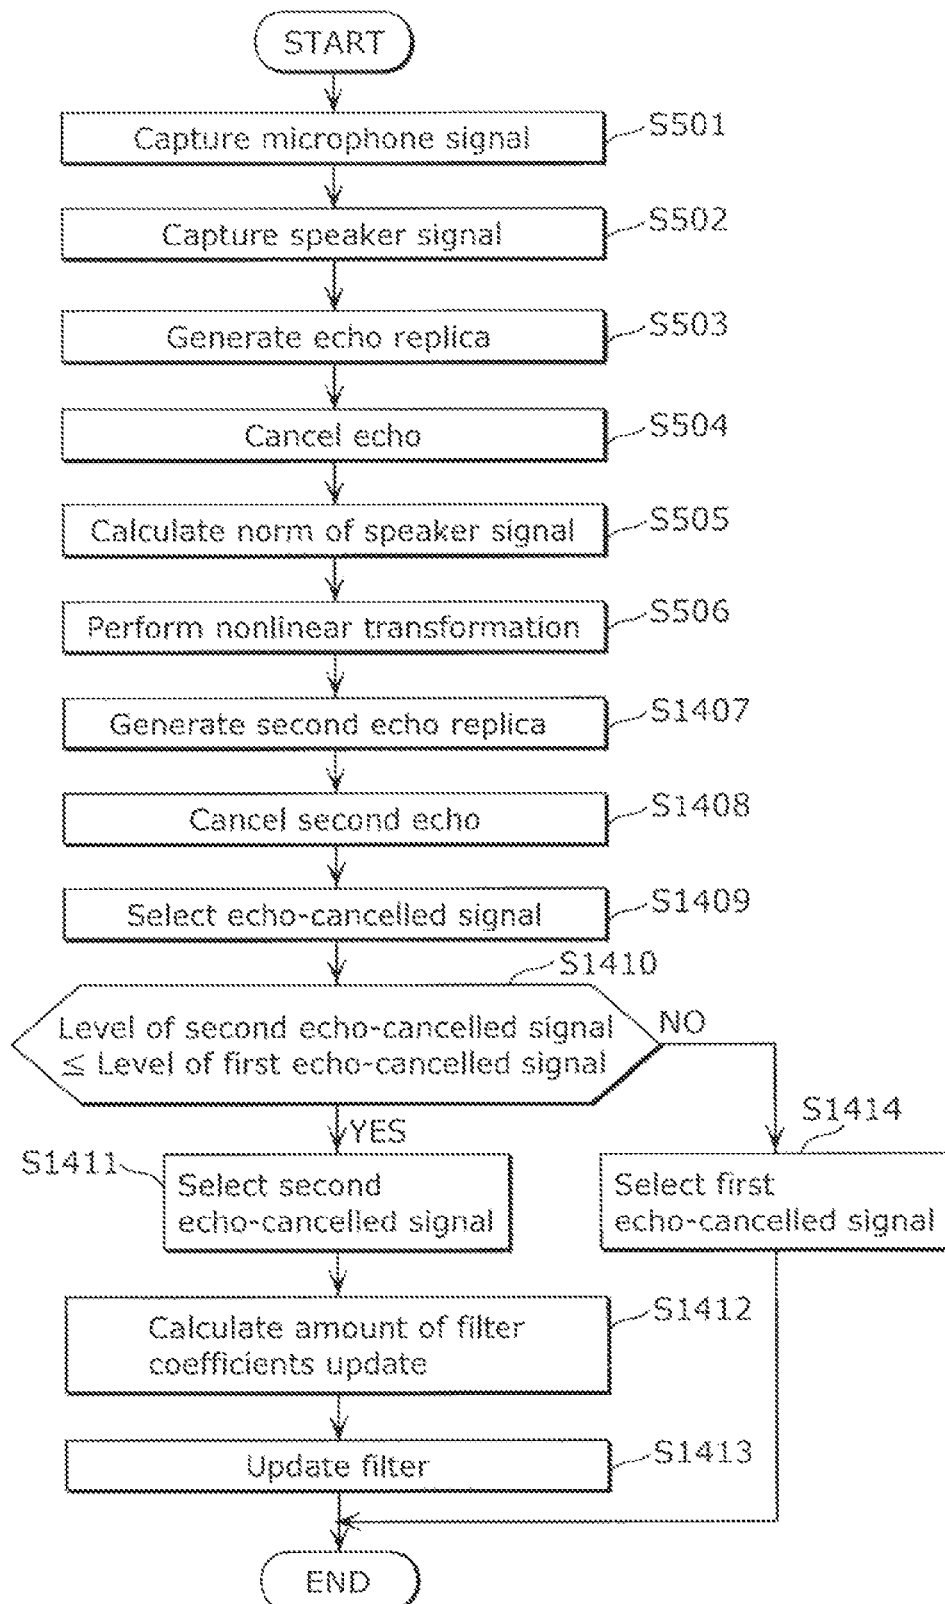 START
Capture microphone signal
S501
Capture speaker signal
S502
Generate echo replica
S503
Cancel echo
S504
Calculate norm of speaker signal
S505
Perform nonlinear transformation
S506
Generate second echo replica
S1407
Cancel second echo
S1408
Select echo-cancelled signal
S1409
S1410
Level of second echo-cancelled signal
≦ Level of first echo-cancelled signal
NO
YES
S1411
Select second
echo-cancelled signal
S1414
Select first
echo-cancelled signal
Calculate amount of filter
coefficients update
S1412
Update filter
S1413
END